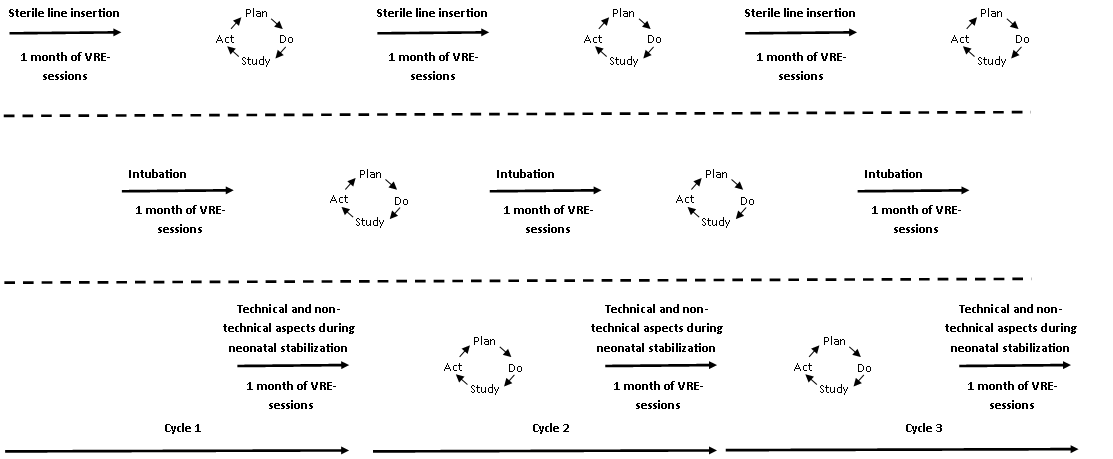 Sterile line insertion
1 month of VRE-
sessions
Plan
Act
Do
Study
Sterile line insertion
1 month of VRE-
sessions
Plan
Act
Do
Study
Sterile line insertion
1 month of VRE-
sessions
Plan
Act
Do
Study
Intubation
1 month of VRE-
sessions
Plan
Act
Do
Study
Intubation
1 month of VRE-
sessions
Plan
Act
Do
Study
Intubation
1 month of VRE-
sessions
Technical and non-
technical aspects during
neonatal stabilization
1 month of VRE-
sessions
Plan
Act
Do
Study
Technical and non-
technical aspects during
neonatal stabilization
1 month of VRE-
sessions
Plan
Act
Do
Study
Technical and non-
technical aspects during
neonatal stabilization
1 month of VRE-
sessions
Cycle 1
Cycle 2
Cycle 3